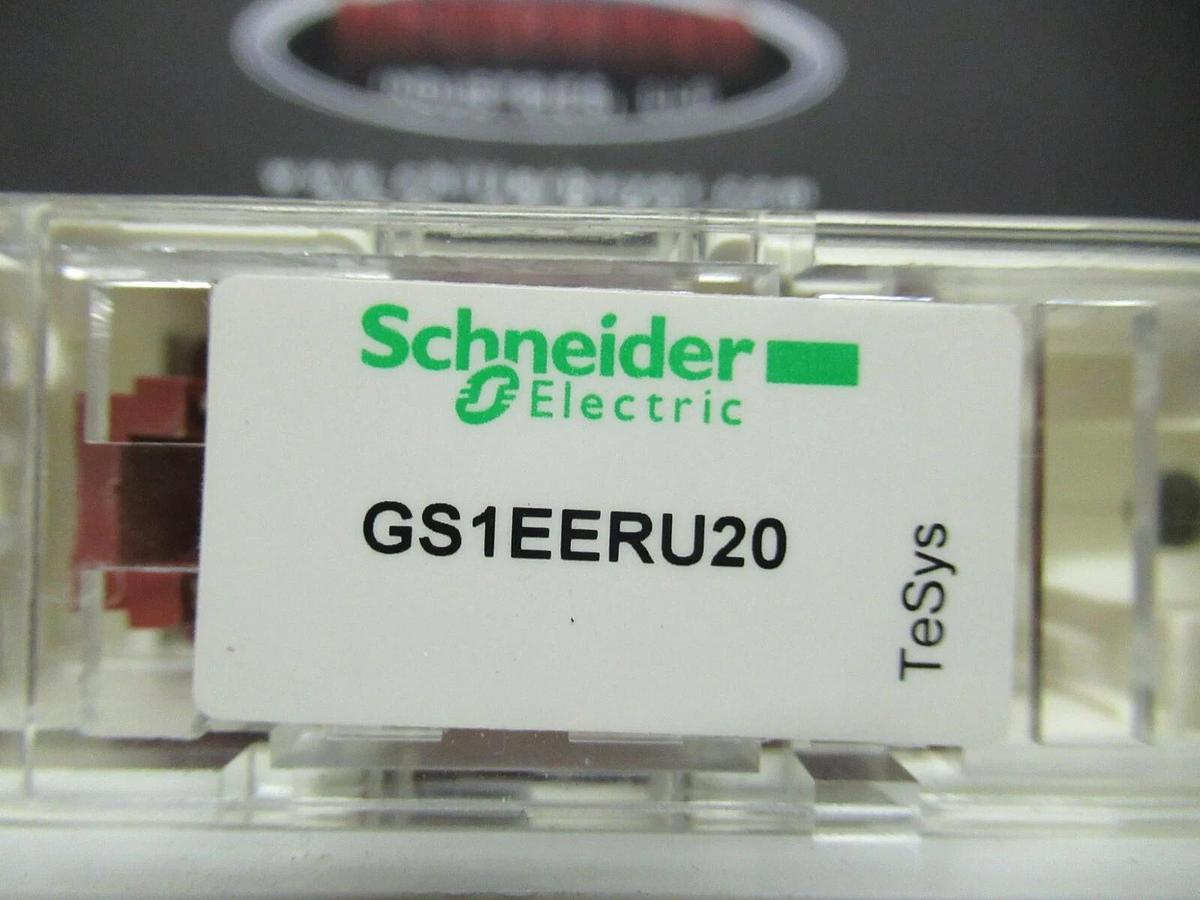 Schneider
Electric
GS1EERU20
TeSys